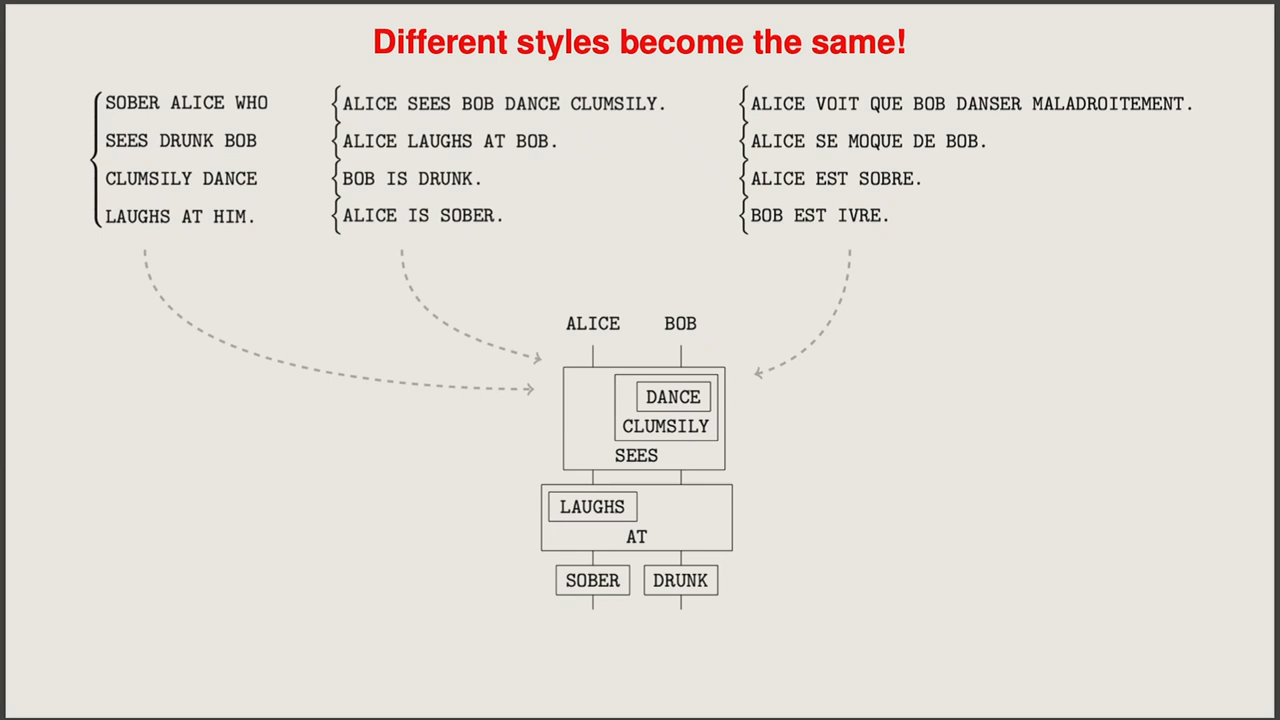 Different styles become the same!
SOBER ALICE WHO
SEES DRUNK BOB
CLUMSILY DANCE
LAUGHS AT HIM.
ALICE SEES BOB DANCE CLUMSILY.
ALICE LAUGHS AT BOB.
BOB IS DRUNK.
ALICE IS SOBER.
ALICE VOIT QUE BOB DANSER MALADROITEMENT.
ALICE SE MOQUE DE BOB.
ALICE EST SOBRE.
BOB EST IVRE.
ALICE BOB
DANCE
CLUMSILY
SEES
LAUGHS
AT
SOBER DRUNK